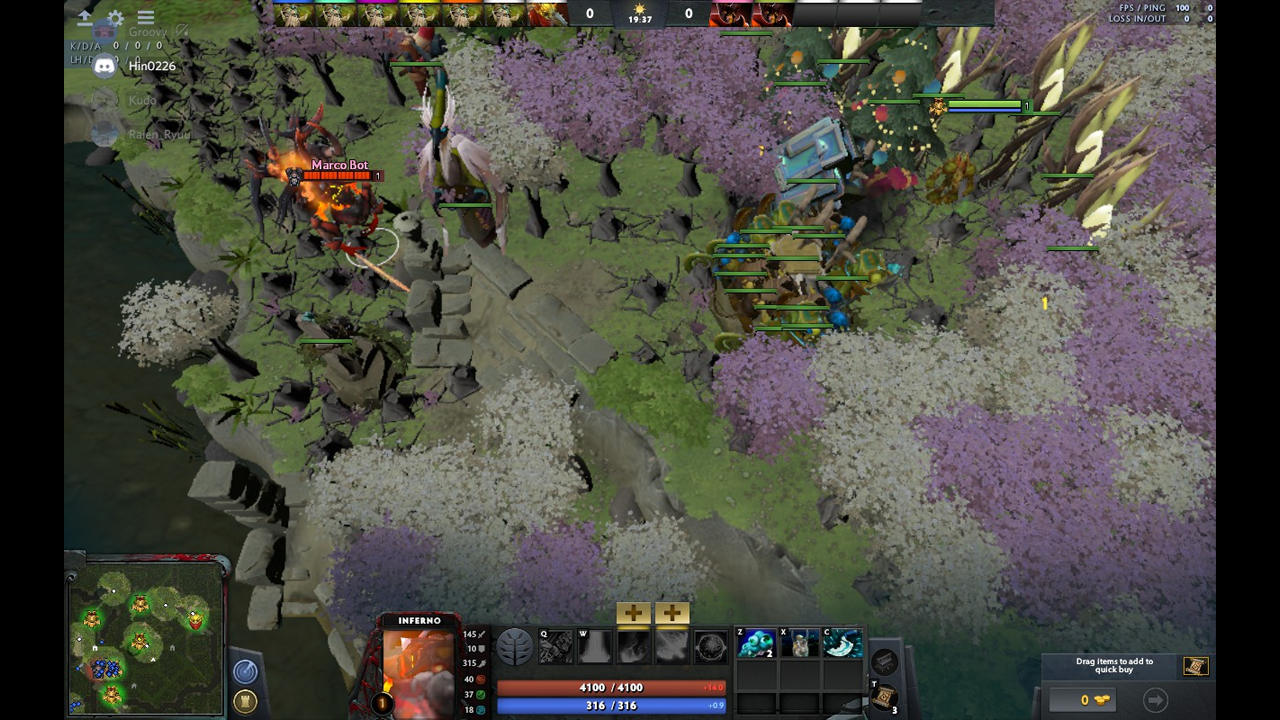 Groovy
K/D/A 0 / 0 / 0
LH/D
Hin0226
Kudo
Raien_Ryuu
0 19:37 0
FPS / PING 100 0
LOSS IN/OUT 0 0
Marco Bot
1
1
INFERNO
145
10
315
40
37
18
1
Q W
4100 / 4100 +14.0
316 / 316 +0.9
Z X C
2
T
3
Drag items to add to
quick buy
0